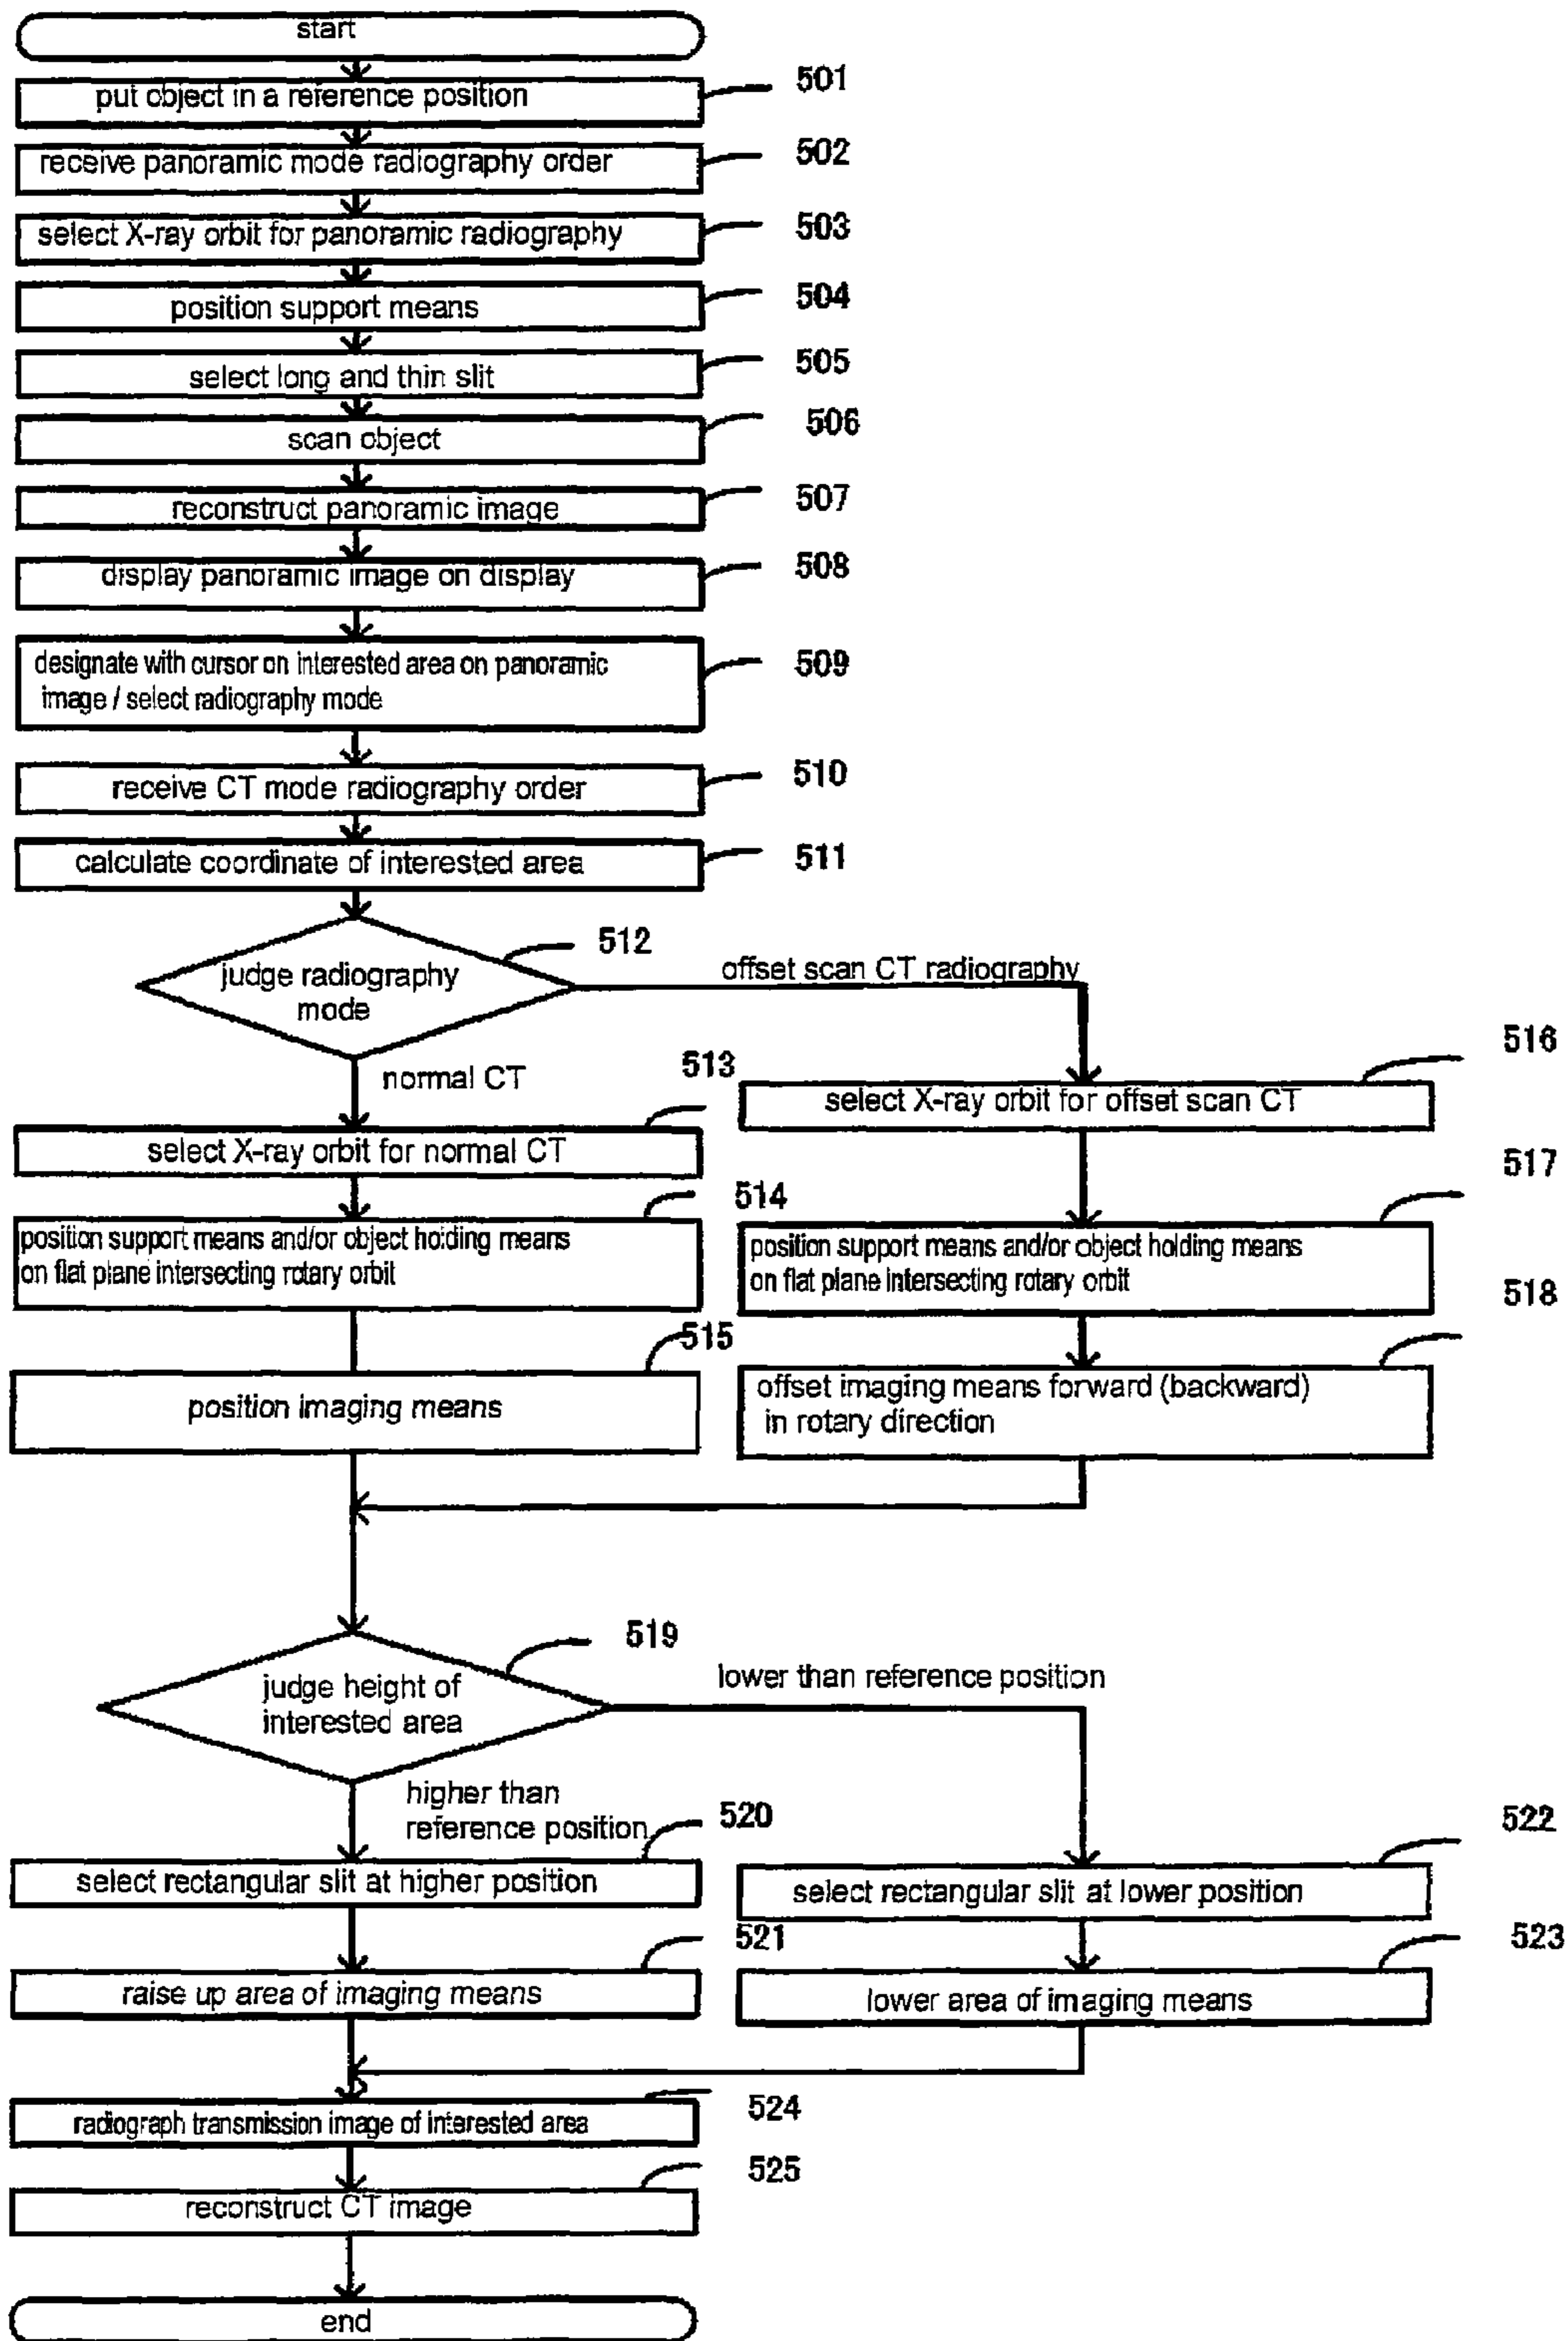 start
put object in a reference position
501
receive panoramic mode radiography order
502
select X-ray orbit for panoramic radiography
503
position support means
504
select long and thin slit
505
scan object
506
reconstruct panoramic image
507
display panoramic image on display
508
designate with cursor on interested area on panoramic
image / select radiography mode
509
receive CT mode radiography order
510
calculate coordinate of interested area
511
judge radiography
mode
512
offset scan CT radiography
normal CT
513
select X-ray orbit for normal CT
516
select X-ray orbit for offset scan CT
514
position support means and/or object holding means
on flat plane intersecting rotary orbit
517
position support means and/or object holding means
on flat plane intersecting rotary orbit
515
position imaging means
518
offset imaging means forward (backward)
in rotary direction
judge height of
interested area
519
lower than reference position
higher than
reference position
520
select rectangular slit at higher position
522
select rectangular slit at lower position
521
raise up area of imaging means
523
lower area of imaging means
radiograph transmission image of interested area
524
525
reconstruct CT image
end